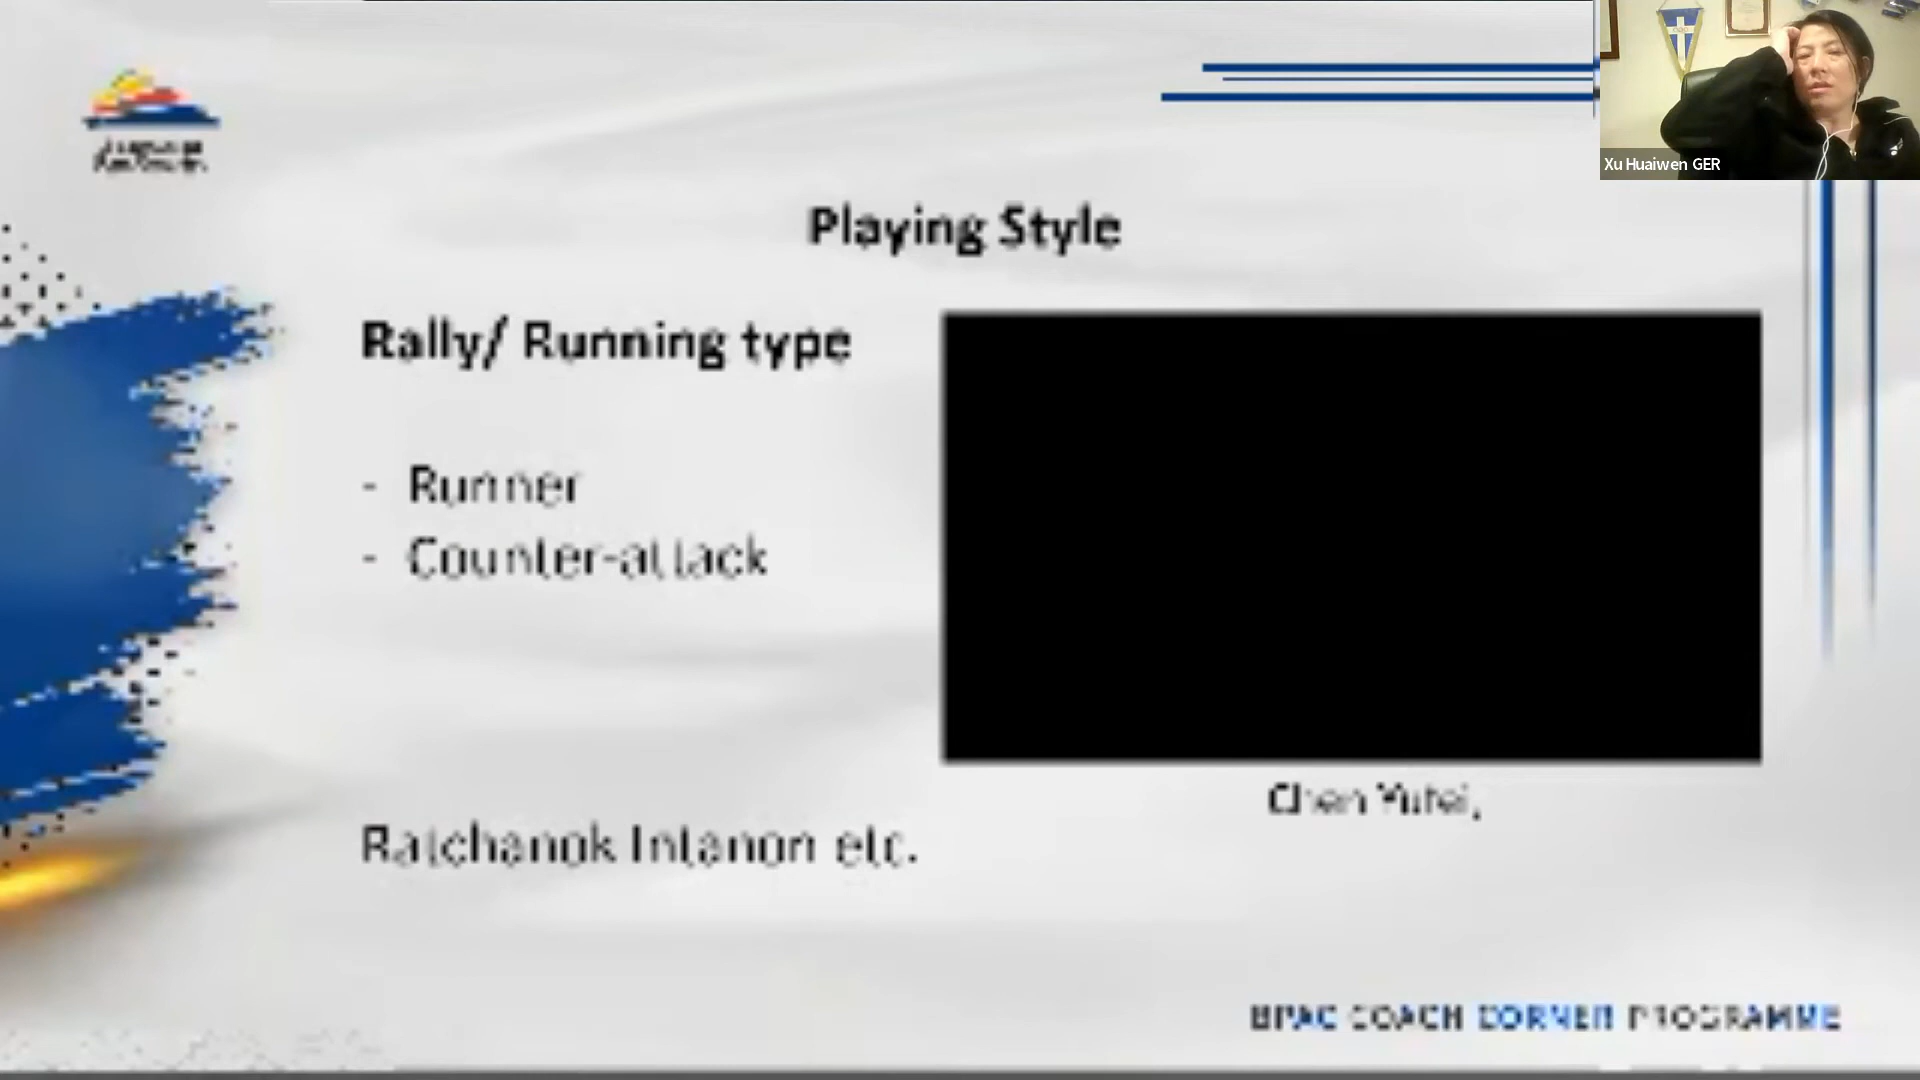 Xu Huaiwen GER
Playing Style
Rally/ Running type
- Runner
- Counter-attack
Chen Yufei,
Ratchanok Intanon etc.
BPAC COACH CORNER PROGRAMME